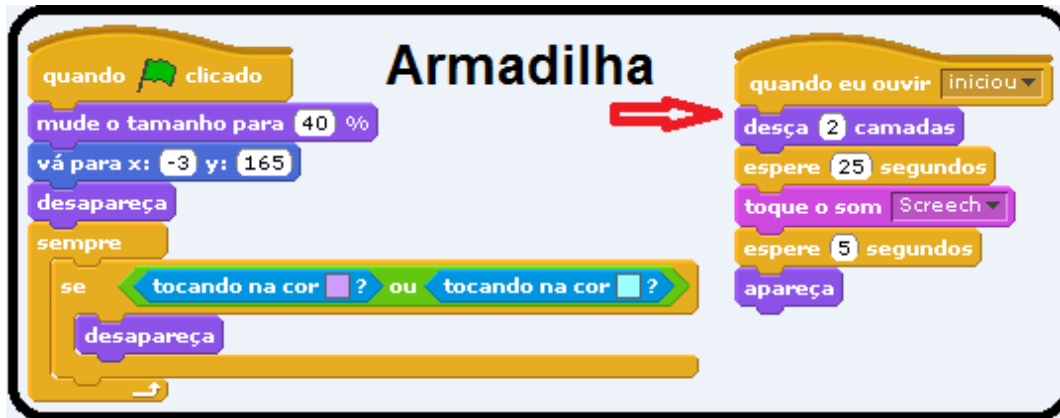 Armadilha
quando clicado
mude o tamanho para 40 %
vá para x: -3 y: 165
desapareça
sempre
se tocando na cor ? ou tocando na cor ?
desapareça
quando eu ouvir iniciou
desça 2 camadas
espere 25 segundos
toque o som Screech
espere 5 segundos
apareça